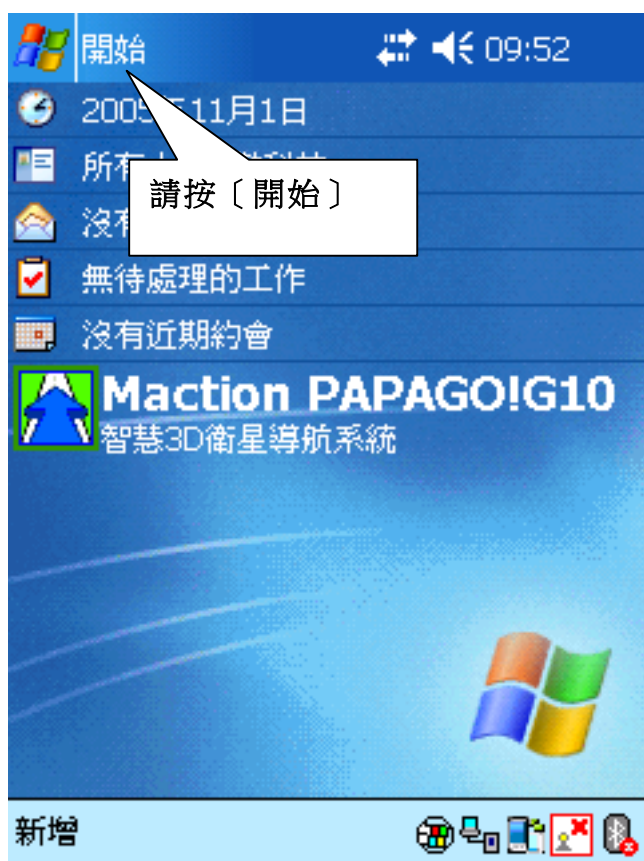 開始 09:52
2005年11月1日
所有
請按〔開始〕
沒有
無待處理的工作
沒有近期約會
Maction PAPAGO!G10
智慧3D衛星導航系統
新增